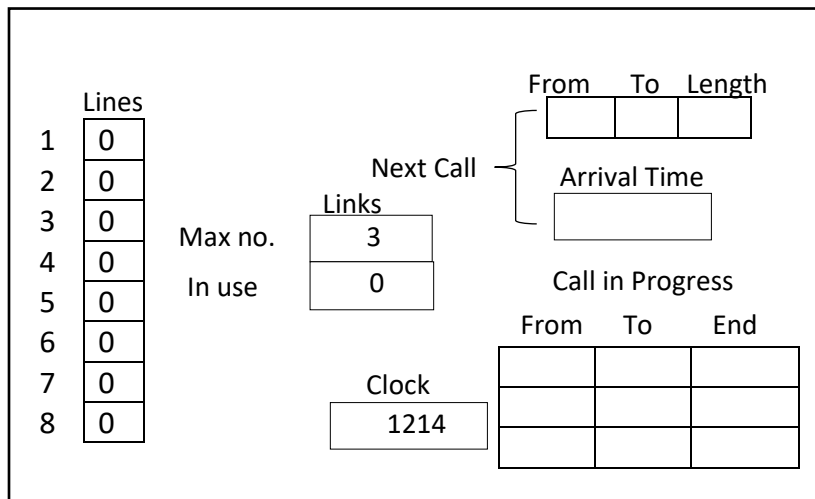 From To Length
Lines
1 0
2 0
3 0
4 0
5 0
6 0
7 0
8 0
Next Call
Arrival Time
Links
Max no. 3
In use 0
Call in Progress
From To End
Clock
1214